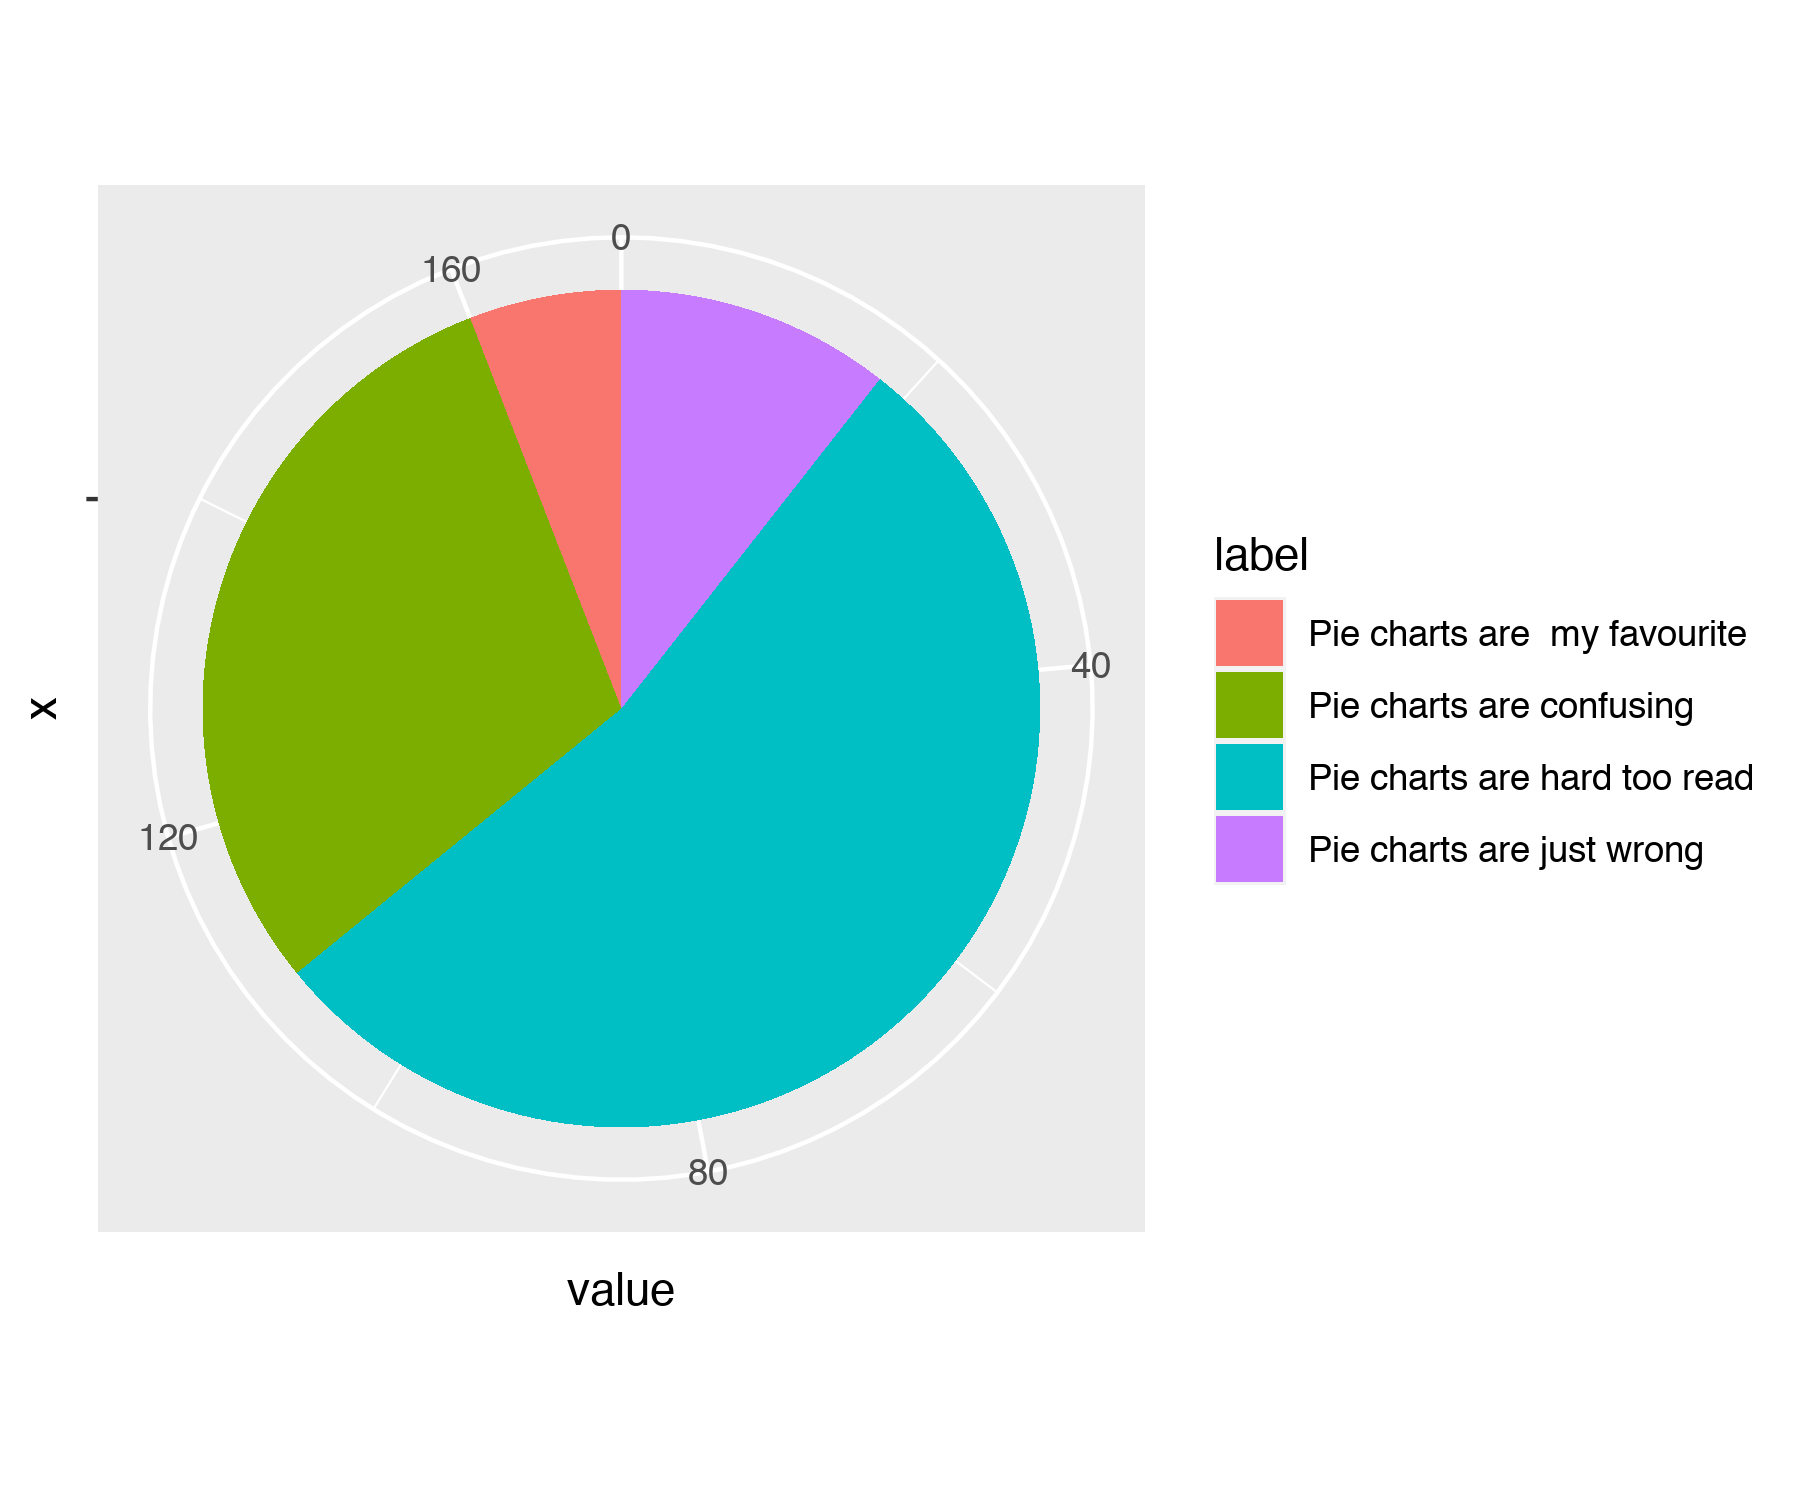 0
160
40
120
80
x
value
label
Pie charts are  my favourite
Pie charts are confusing
Pie charts are hard too read
Pie charts are just wrong